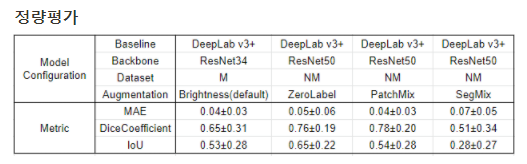 정량평가
Model Configuration Baseline DeepLab v3+ DeepLab v3+ DeepLab v3+ DeepLab v3+
Backbone ResNet34 ResNet50 ResNet50 ResNet50
Dataset M NM NM NM
Augmentation Brightness(default) ZeroLabel PatchMix SegMix
Metric MAE 0.04±0.03 0.05±0.06 0.04±0.03 0.07±0.05
DiceCoefficient 0.65±0.31 0.76±0.19 0.78±0.20 0.51±0.34
IoU 0.53±0.28 0.65±0.22 0.54±0.28 0.28±0.27